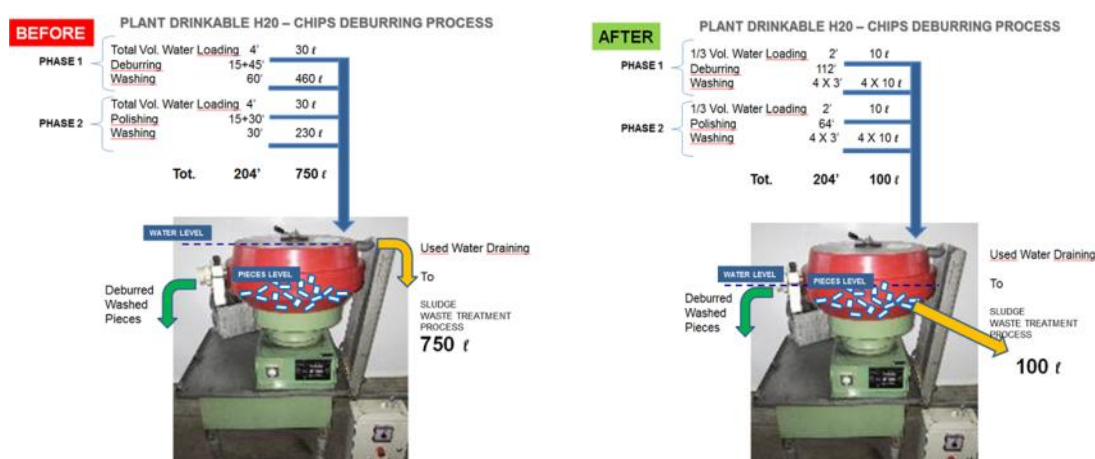 BEFORE
PLANT DRINKABLE H20 – CHIPS DEBURRING PROCESS
PHASE 1
Total Vol. Water Loading 4' 30 ℓ
Deburring 15+45'
Washing 60' 460 ℓ
PHASE 2
Total Vol. Water Loading 4' 30 ℓ
Polishing 15+30'
Washing 30' 230 ℓ
Tot. 204' 750 ℓ
WATER LEVEL
PIECES LEVEL
Deburred
Washed
Pieces
Used Water Draining
To
SLUDGE
WASTE TREATMENT
PROCESS
750 ℓ
AFTER
PLANT DRINKABLE H20 – CHIPS DEBURRING PROCESS
PHASE 1
1/3 Vol. Water Loading 2' 10 ℓ
Deburring 112'
Washing 4 X 3' 4 X 10 ℓ
PHASE 2
1/3 Vol. Water Loading 2' 10 ℓ
Polishing 64'
Washing 4 X 3' 4 X 10 ℓ
Tot. 204' 100 ℓ
WATER LEVEL
PIECES LEVEL
Deburred
Washed
Pieces
Used Water Draining
To
SLUDGE
WASTE TREATMENT
PROCESS
100 ℓ